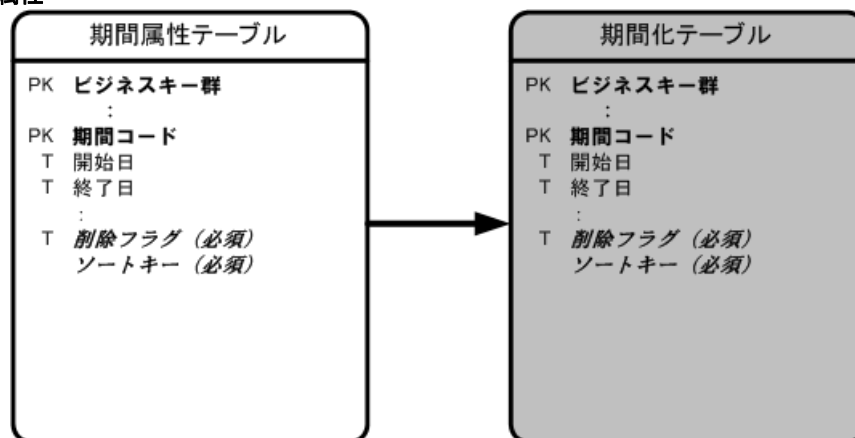 期間属性テーブル
PK ビジネスキー群
:
PK 期間コード
T 開始日
T 終了日
:
T 削除フラグ（必須）
ソートキー（必須）
期間化テーブル
PK ビジネスキー群
:
PK 期間コード
T 開始日
T 終了日
:
T 削除フラグ（必須）
ソートキー（必須）